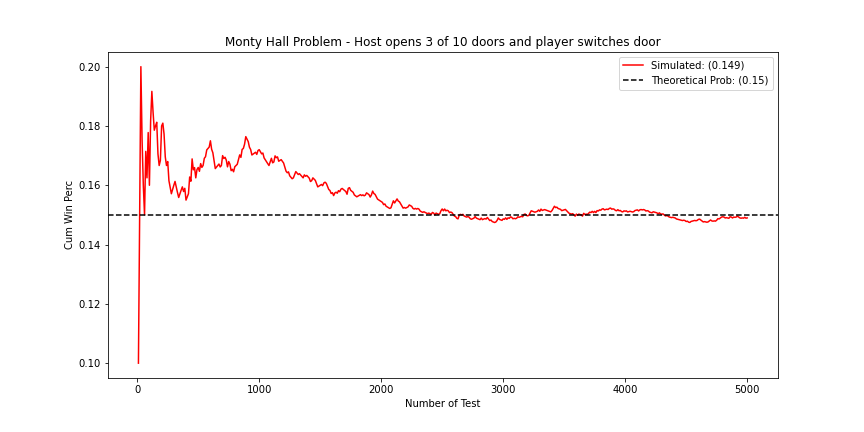 Monty Hall Problem - Host opens 3 of 10 doors and player switches door
Simulated: (0.149)
Theoretical Prob: (0.15)
0.20
0.18
0.16
0.14
0.12
0.10
Cum Win Perc
0 1000 2000 3000 4000 5000
Number of Test